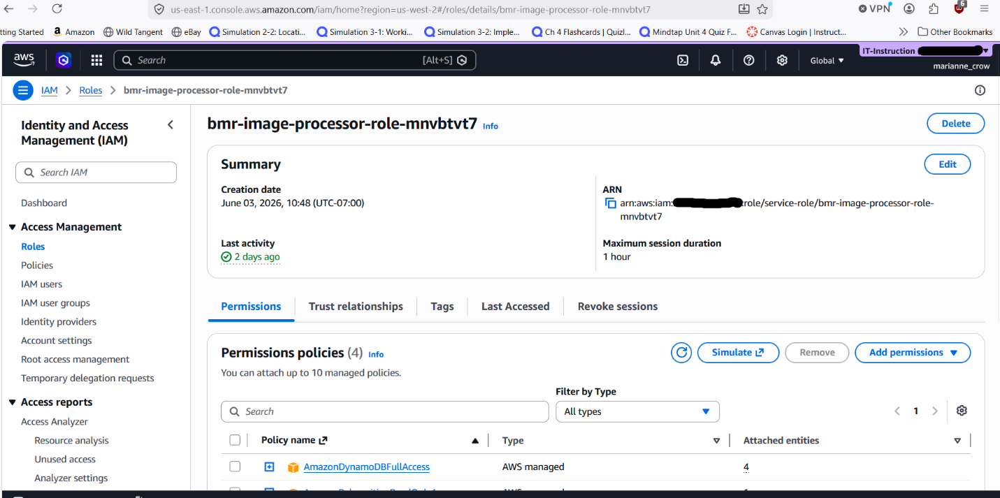 us-east-1.console.aws.amazon.com/iam/home?region=us-west-2#/roles/details/bmr-image-processor-role-mnvbtvt7
VPN
6
tting Started
Amazon
Wild Tangent
eBay
Simulation 2-2: Locati...
Simulation 3-1: Worki...
Simulation 3-2: Imple...
Ch 4 Flashcards | Quizl...
Mindtap Unit 4 Quiz F...
Canvas Login | Instruct...
Other Bookmarks
aws
Search
[Alt+S]
Global
IT-Instruction
marianne_crow
IAM
Roles
bmr-image-processor-role-mnvbtvt7
Identity and Access
Management (IAM)
Search IAM
Dashboard
Access Management
Roles
Policies
IAM users
IAM user groups
Identity providers
Account settings
Root access management
Temporary delegation requests
Access reports
Access Analyzer
Resource analysis
Unused access
Analyzer settings
bmr-image-processor-role-mnvbtvt7 Info
Delete
Summary
Edit
Creation date
June 03, 2026, 10:48 (UTC-07:00)
ARN
arn:aws:iam: :role/service-role/bmr-image-processor-role-
mnvbtvt7
Last activity
2 days ago
Maximum session duration
1 hour
Permissions
Trust relationships
Tags
Last Accessed
Revoke sessions
Permissions policies (4) Info
Simulate
Remove
Add permissions
You can attach up to 10 managed policies.
Filter by Type
Search
All types
1
Policy name
Type
Attached entities
AmazonDynamoDBFullAccess
AWS managed
4